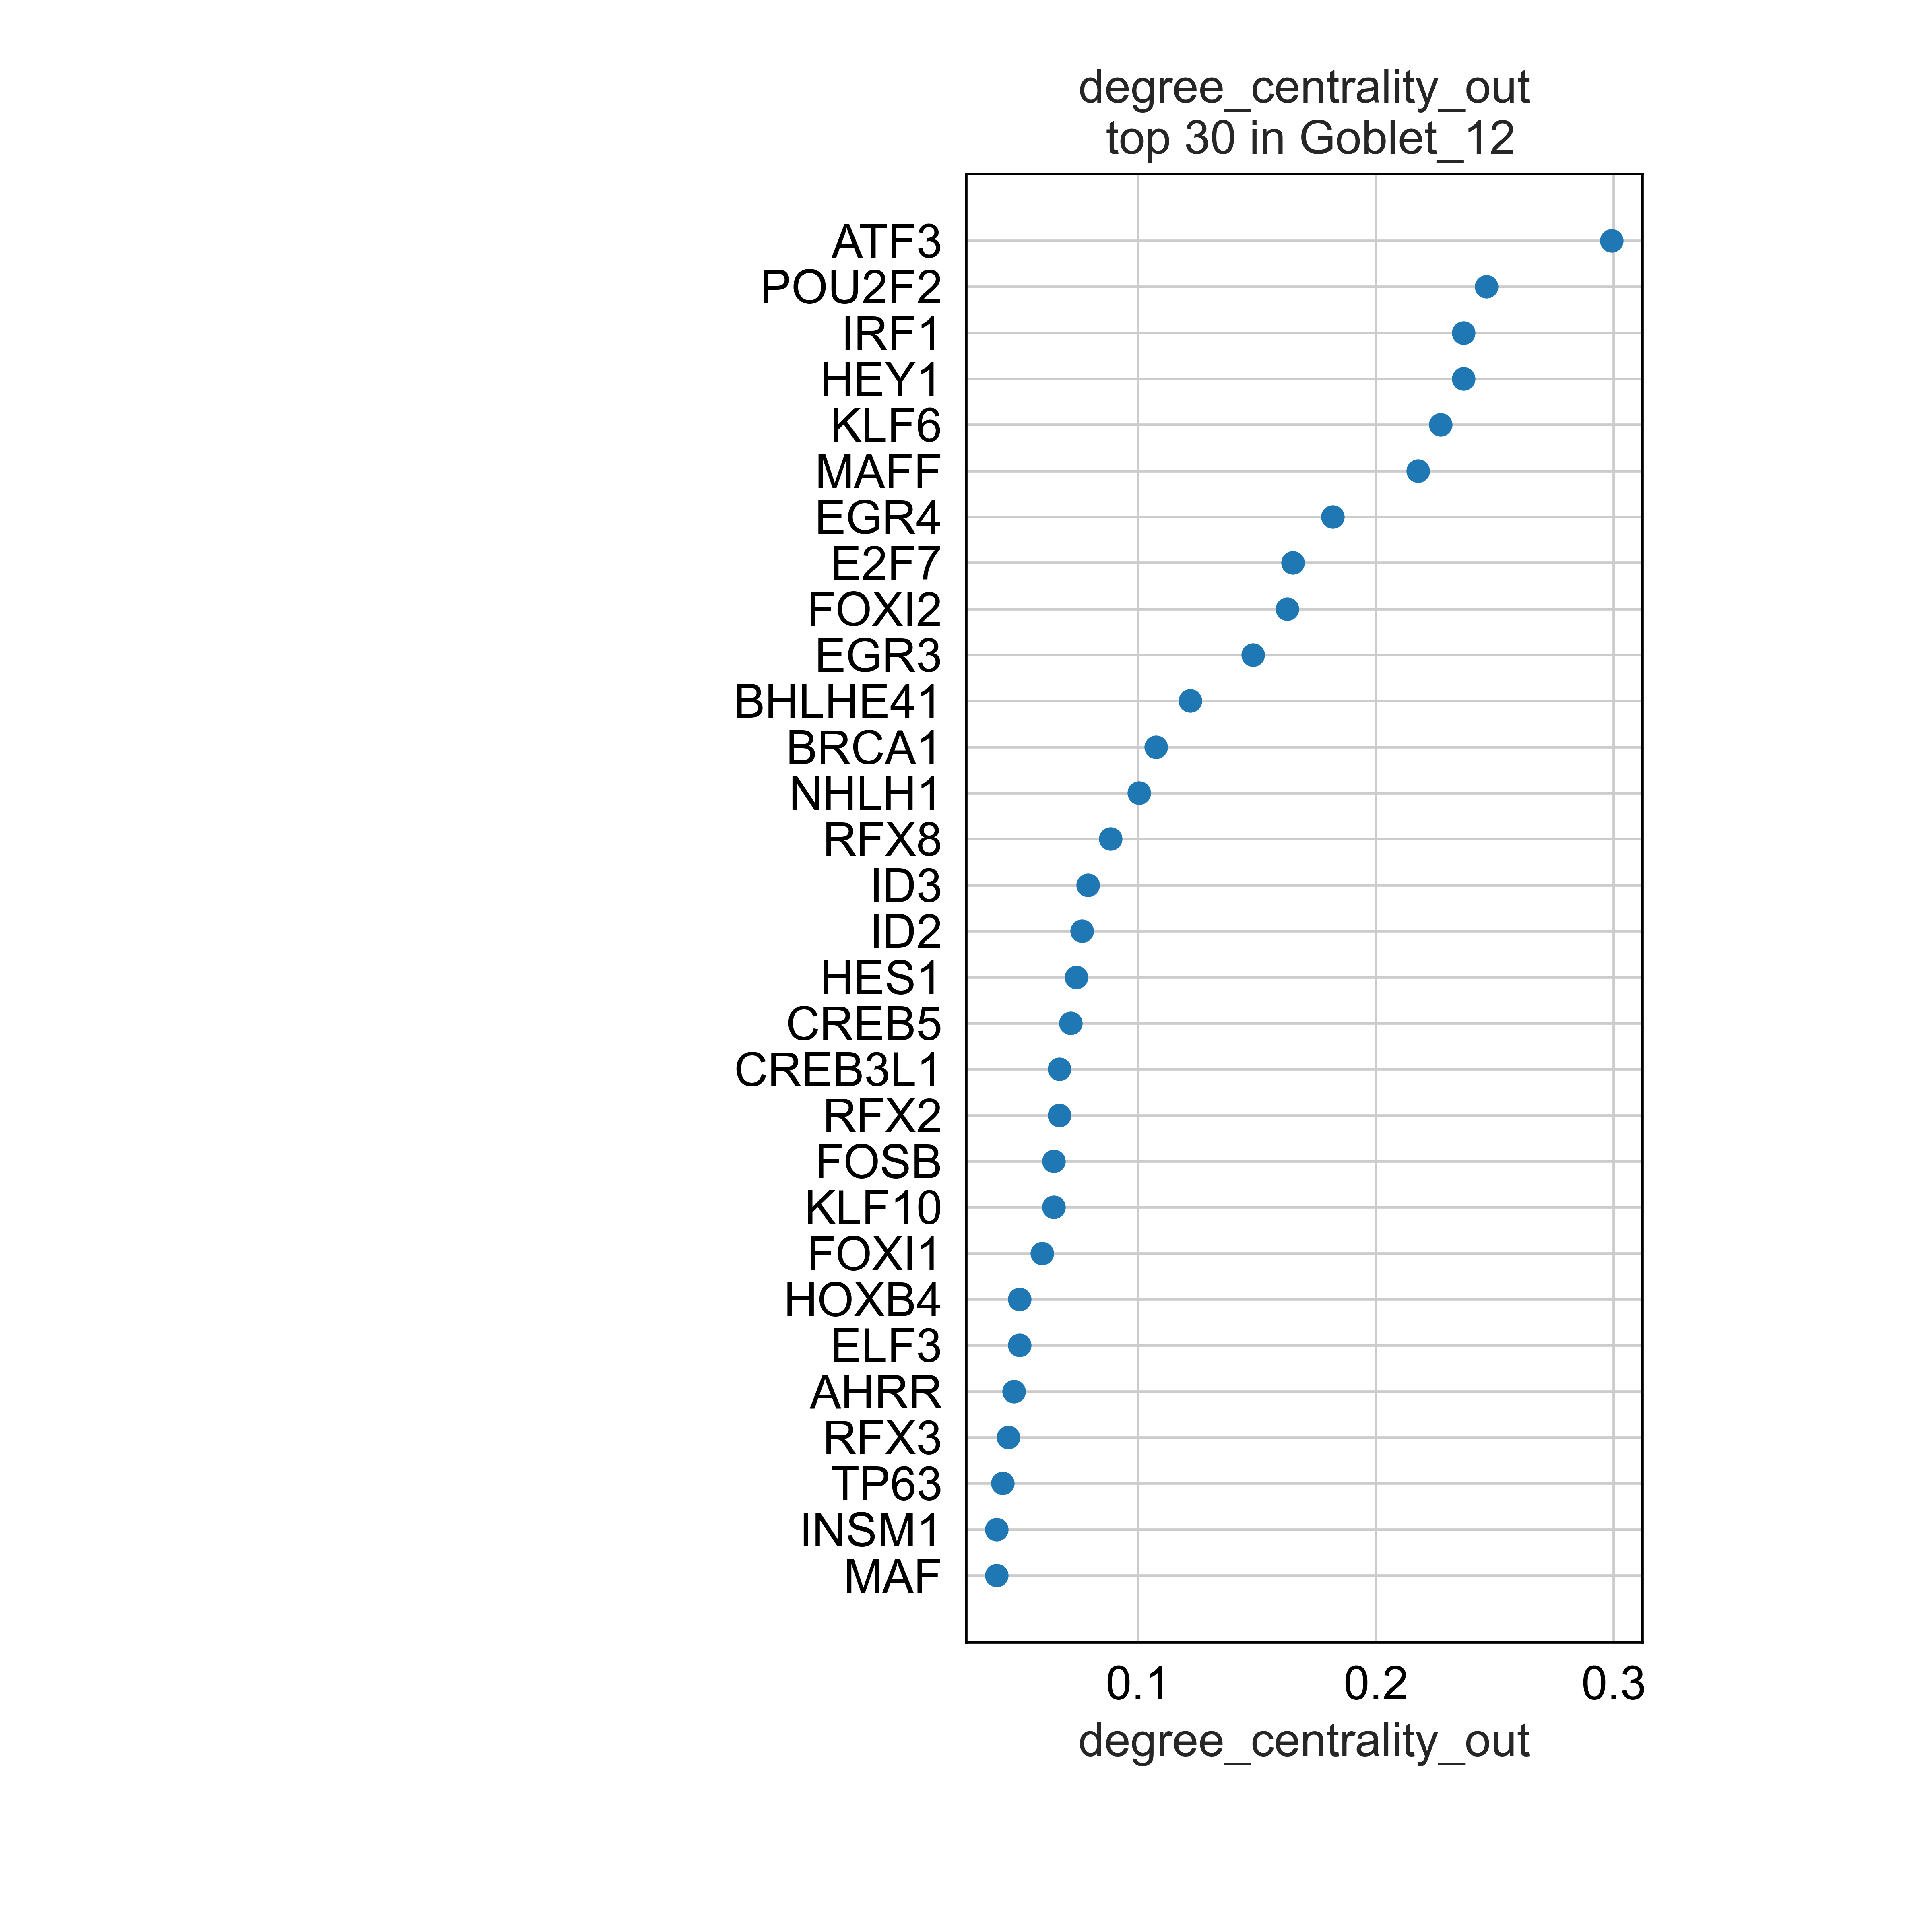 degree_centrality_out
top 30 in Goblet_12
ATF3
POU2F2
IRF1
HEY1
KLF6
MAFF
EGR4
E2F7
FOXI2
EGR3
BHLHE41
BRCA1
NHLH1
RFX8
ID3
ID2
HES1
CREB5
CREB3L1
RFX2
FOSB
KLF10
FOXI1
HOXB4
ELF3
AHRR
RFX3
TP63
INSM1
MAF
0.1 0.2 0.3
degree_centrality_out